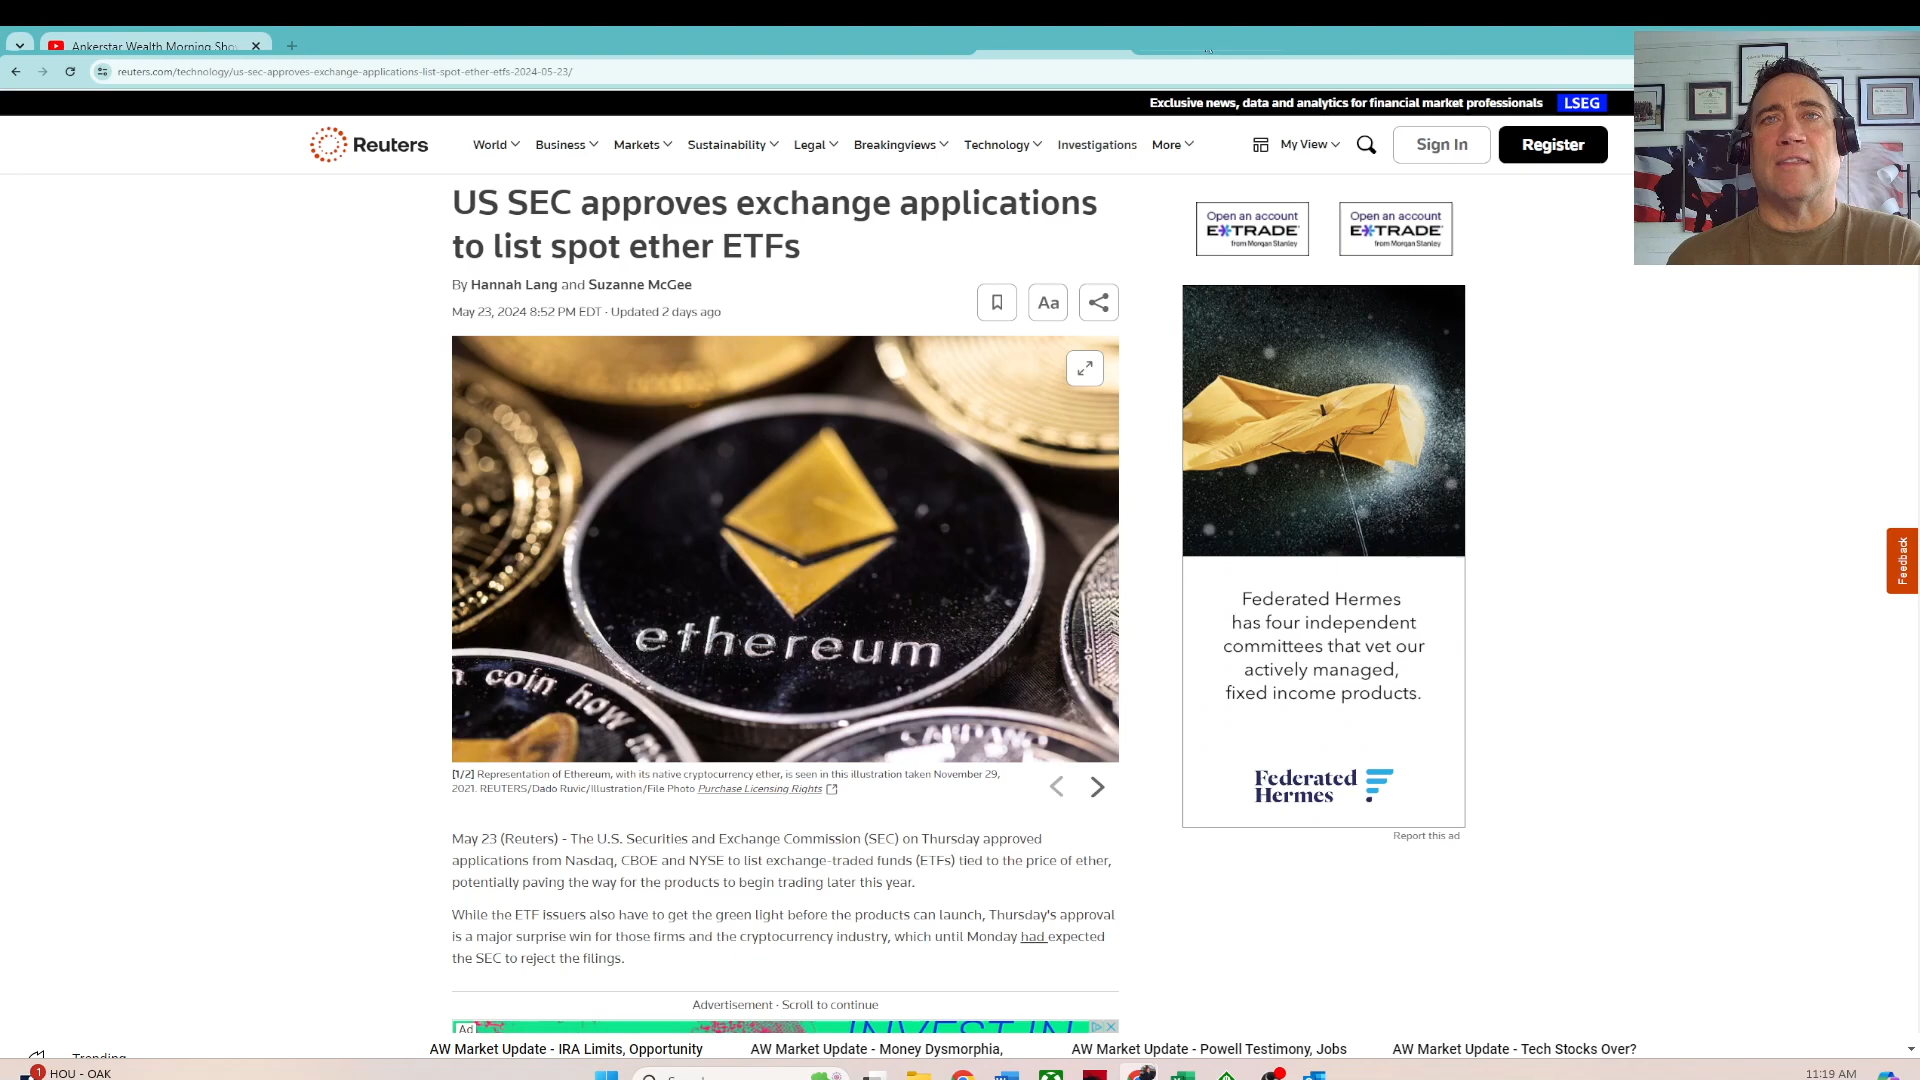 Ankerstar Wealth Morning Sho
reuters.com/technology/us-sec-approves-exchange-applications-list-spot-ether-etfs-2024-05-23/
Exclusive news, data and analytics for financial market professionals LSEG
Reuters
World Business Markets Sustainability Legal Breakingviews Technology Investigations More My View Sign In Register
US SEC approves exchange applications
to list spot ether ETFs
By Hannah Lang and Suzanne McGee
May 23, 2024 8:52 PM EDT · Updated 2 days ago
Aa
Open an account
E*TRADE
from Morgan Stanley
Open an account
E*TRADE
from Morgan Stanley
ethereum
coin how
[1/2] Representation of Ethereum, with its native cryptocurrency ether, is seen in this illustration taken November 29,
2021. REUTERS/Dado Ruvic/Illustration/File Photo Purchase Licensing Rights
May 23 (Reuters) - The U.S. Securities and Exchange Commission (SEC) on Thursday approved
applications from Nasdaq, CBOE and NYSE to list exchange-traded funds (ETFs) tied to the price of ether,
potentially paving the way for the products to begin trading later this year.
While the ETF issuers also have to get the green light before the products can launch, Thursday's approval
is a major surprise win for those firms and the cryptocurrency industry, which until Monday had expected
the SEC to reject the filings.
Advertisement · Scroll to continue
Ad
INVEST IN
Federated Hermes
has four independent
committees that vet our
actively managed,
fixed income products.
Federated
Hermes
Report this ad
Feedback
AW Market Update - IRA Limits, Opportunity AW Market Update - Money Dysmorphia, AW Market Update - Powell Testimony, Jobs AW Market Update - Tech Stocks Over?
Trending
1
HOU - OAK
11:19 AM